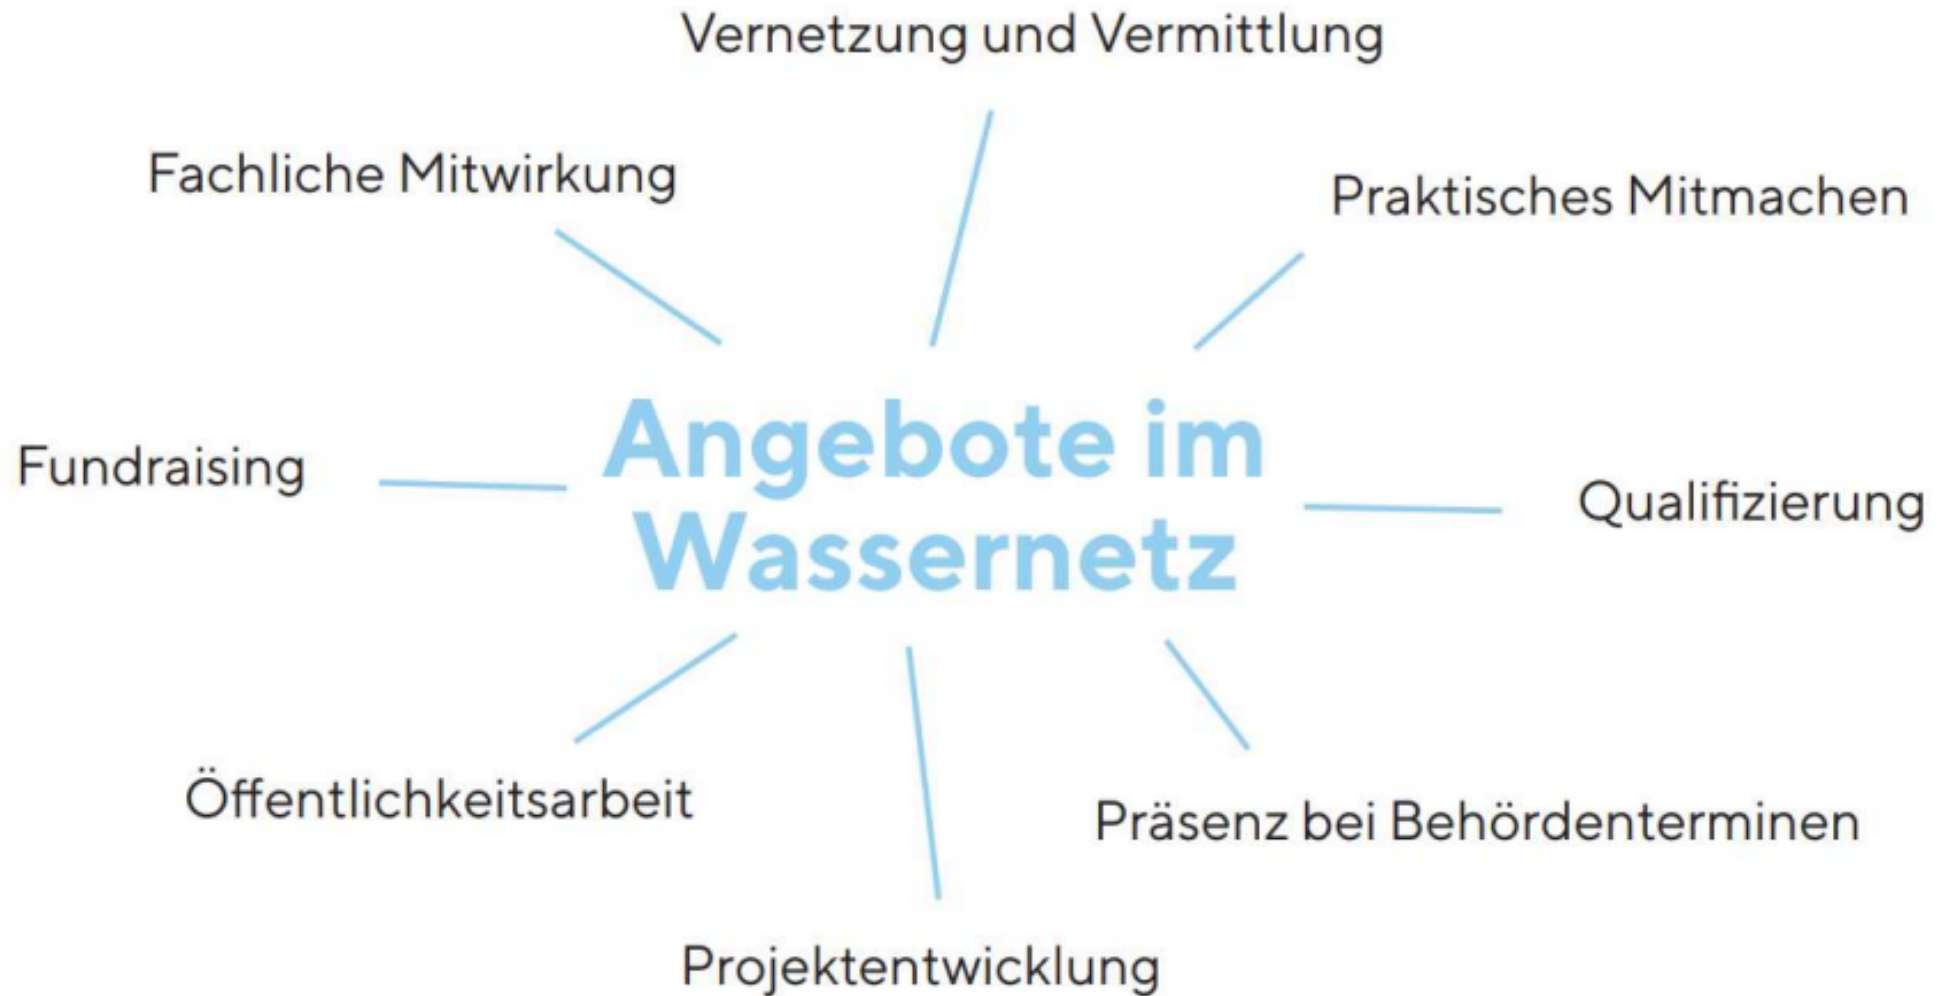 Vernetzung und Vermittlung
Fachliche Mitwirkung
Praktisches Mitmachen
Fundraising
Angebote im
Wassernetz
Qualifizierung
Öffentlichkeitsarbeit
Präsenz bei Behördenterminen
Projektentwicklung